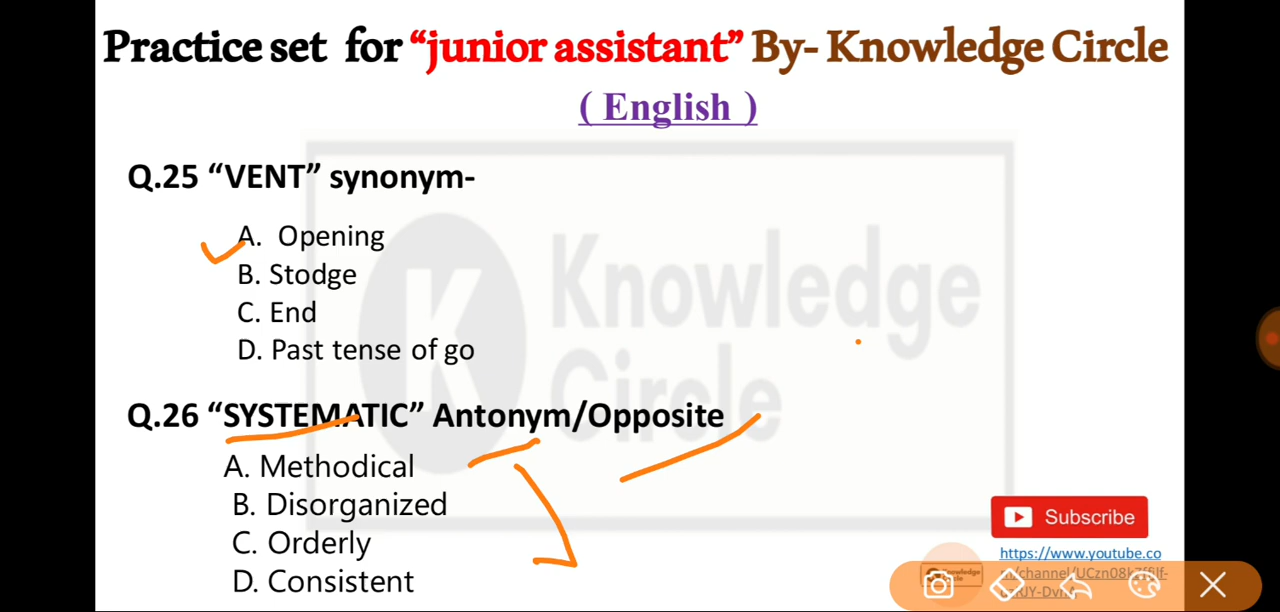 Practice set for “junior assistant” By- Knowledge Circle
( English )
Q.25 “VENT” synonym-
A. Opening
B. Stodge
C. End
D. Past tense of go
Knowledge
Circle
Q.26 “SYSTEMATIC” Antonym/Opposite
A. Methodical
B. Disorganized
C. Orderly
D. Consistent
Subscribe
https://www.youtube.co